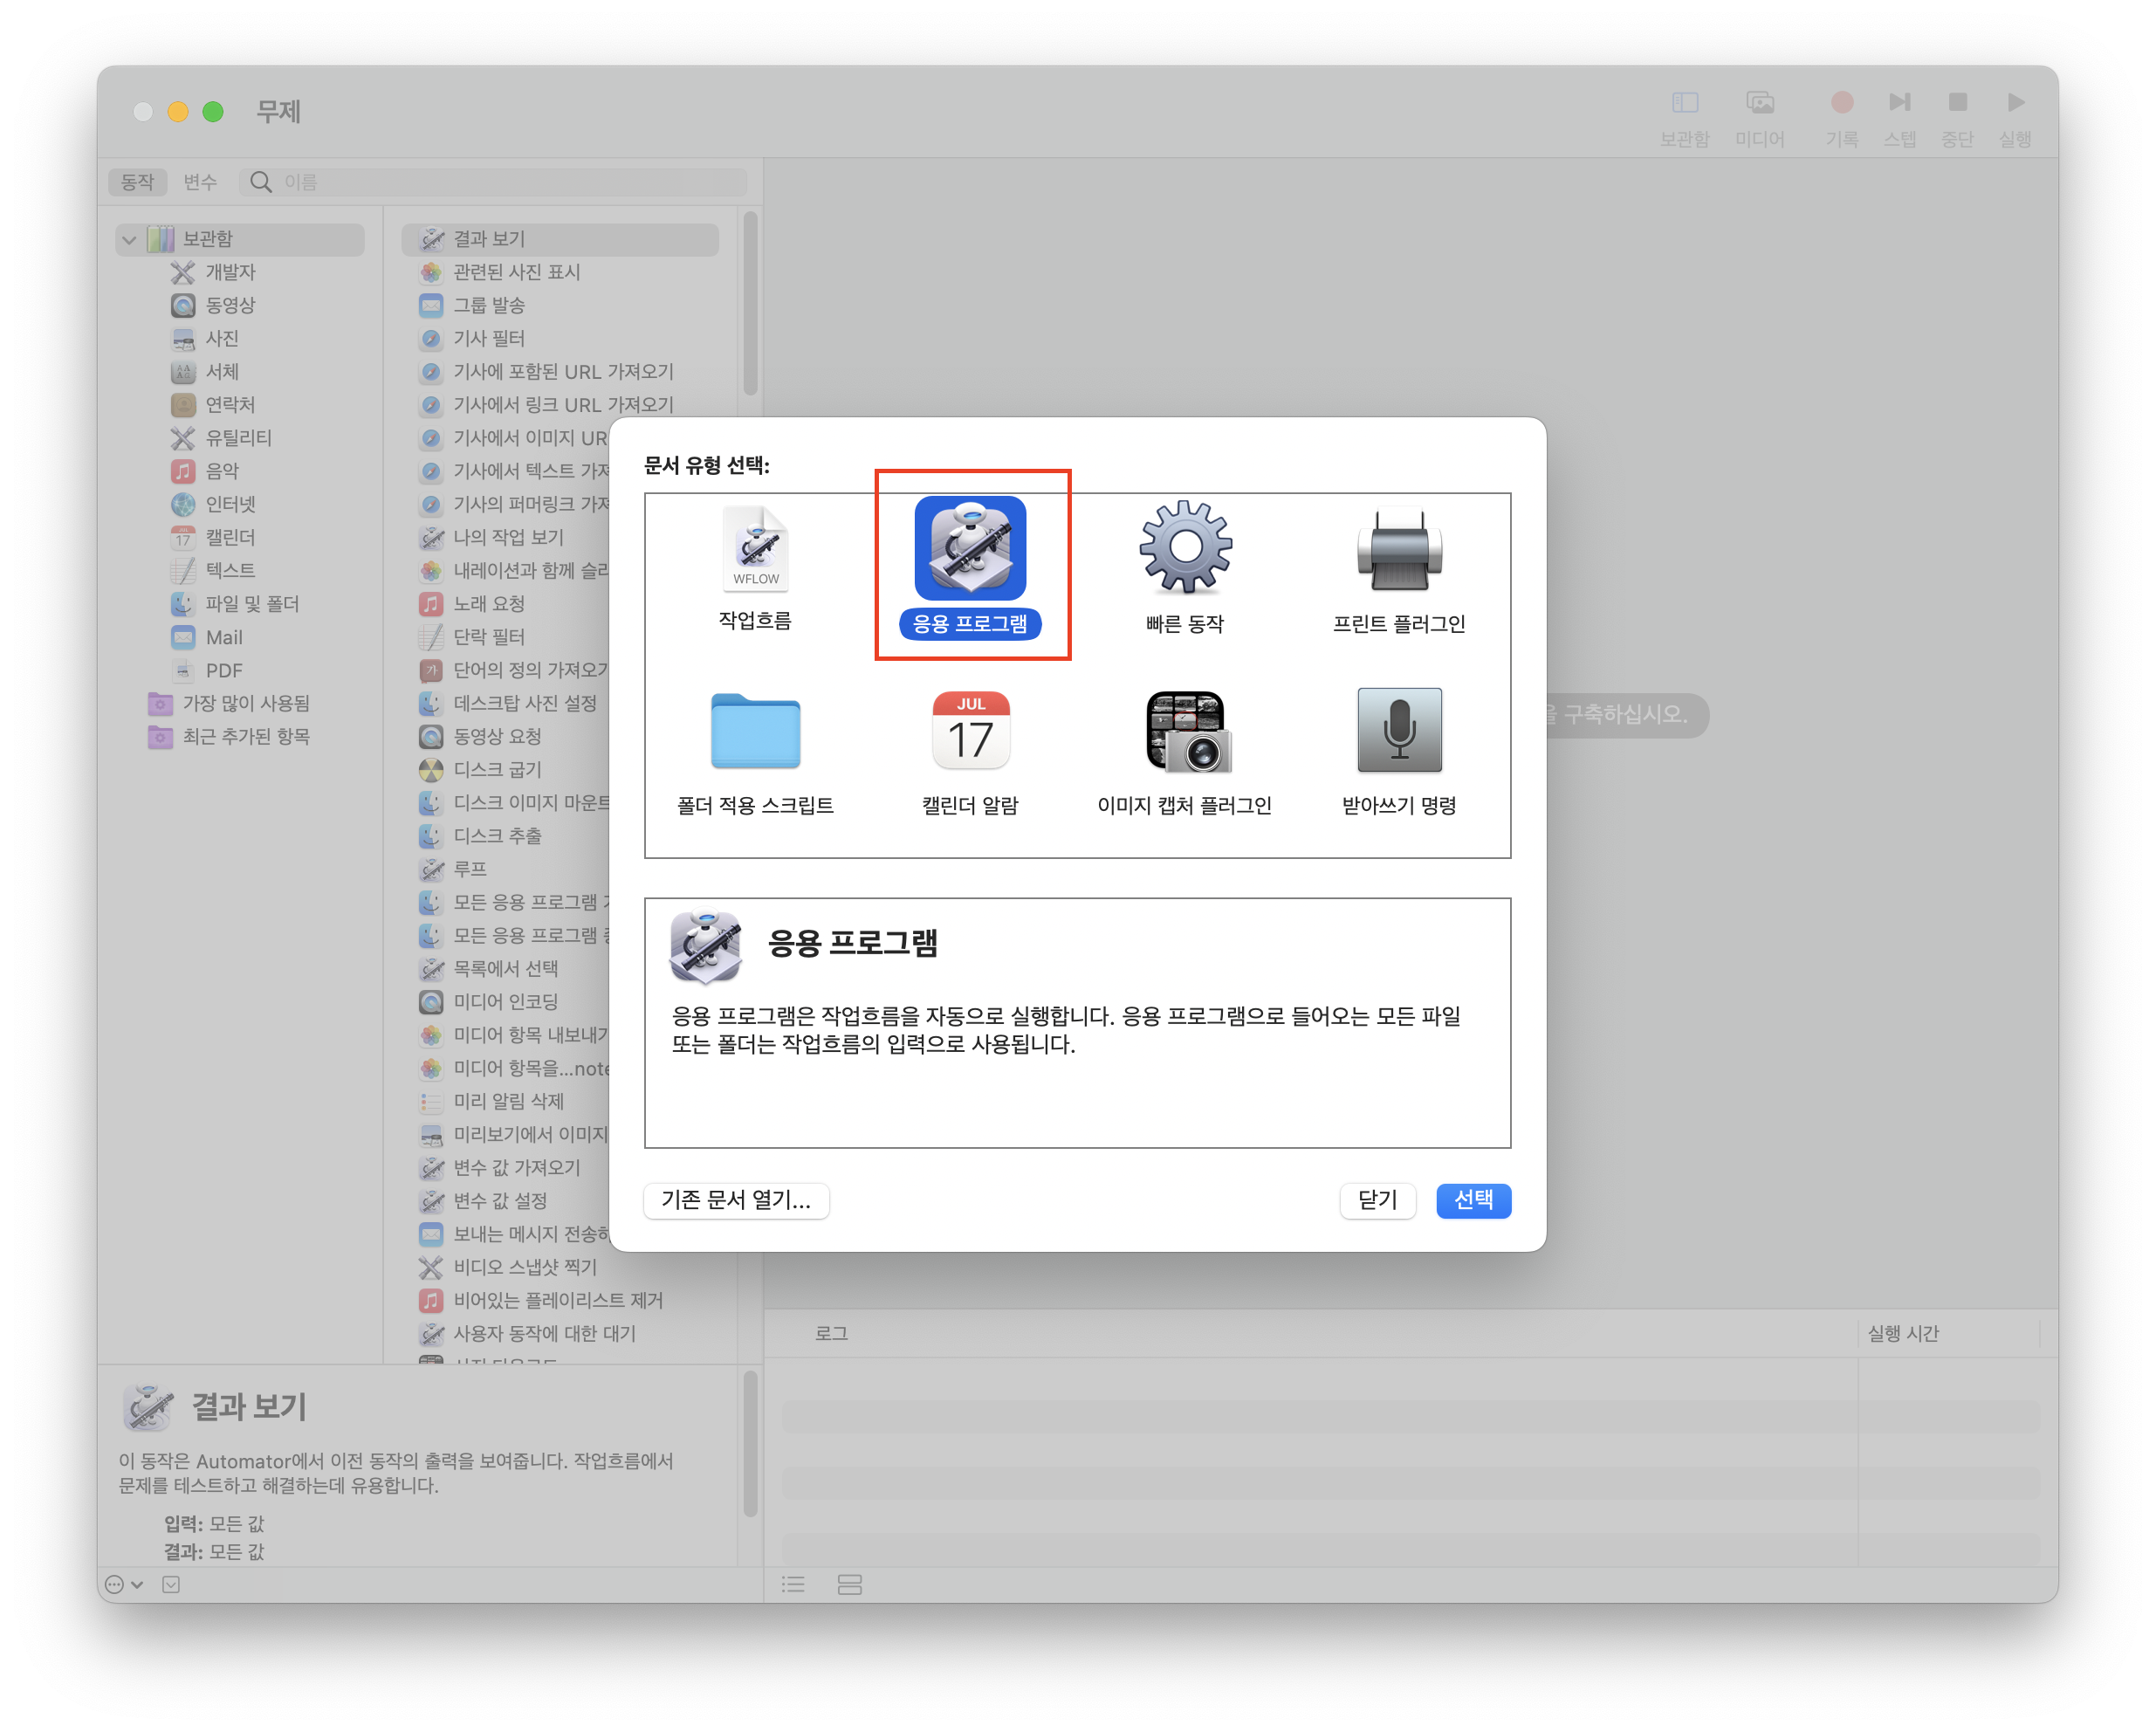 무제
보관함
미디어
기록
스텝
중단
실행
동작
변수
이름
보관함
개발자
동영상
사진
서체
연락처
유틸리티
음악
인터넷
캘린더
텍스트
파일 및 폴더
Mail
PDF
가장 많이 사용됨
최근 추가된 항목
결과 보기
관련된 사진 표시
그룹 발송
기사 필터
기사에 포함된 URL 가져오기
기사에서 링크 URL 가져오기
기사에서 이미지
기사에서 텍스트
기사의 퍼머링크
나의 작업 보기
내레이션과 함께
노래 요청
단락 필터
단어의 정의 가져오기
데스크탑 사진 설정
동영상 요청
디스크 굽기
디스크 이미지 마운트
디스크 추출
루프
모든 응용 프로그램
모든 응용 프로그램
목록에서 선택
미디어 인코딩
미디어 항목 내보내기
미디어 항목을...note
미리 알림 삭제
미리보기에서 이미지
변수 값 가져오기
변수 값 설정
보내는 메시지
비디오 스냅샷 찍기
비어있는 플레이리스트 제거
사용자 동작에 대한 대기
결과 보기
이 동작은 Automator에서 이전 동작의 출력을 보여줍니다. 작업흐름에서
문제를 테스트하고 해결하는데 유용합니다.
입력: 모든 값
결과: 모든 값
문서 유형 선택:
WFLOW
작업흐름
응용 프로그램
빠른 동작
프린트 플러그인
폴더 적용 스크립트
JUL
17
캘린더 알람
이미지 캡처 플러그인
받아쓰기 명령
응용 프로그램
응용 프로그램은 작업흐름을 자동으로 실행합니다. 응용 프로그램으로 들어오는 모든 파일
또는 폴더는 작업흐름의 입력으로 사용됩니다.
기존 문서 열기...
닫기
선택
구축하십시오.
로그
실행 시간